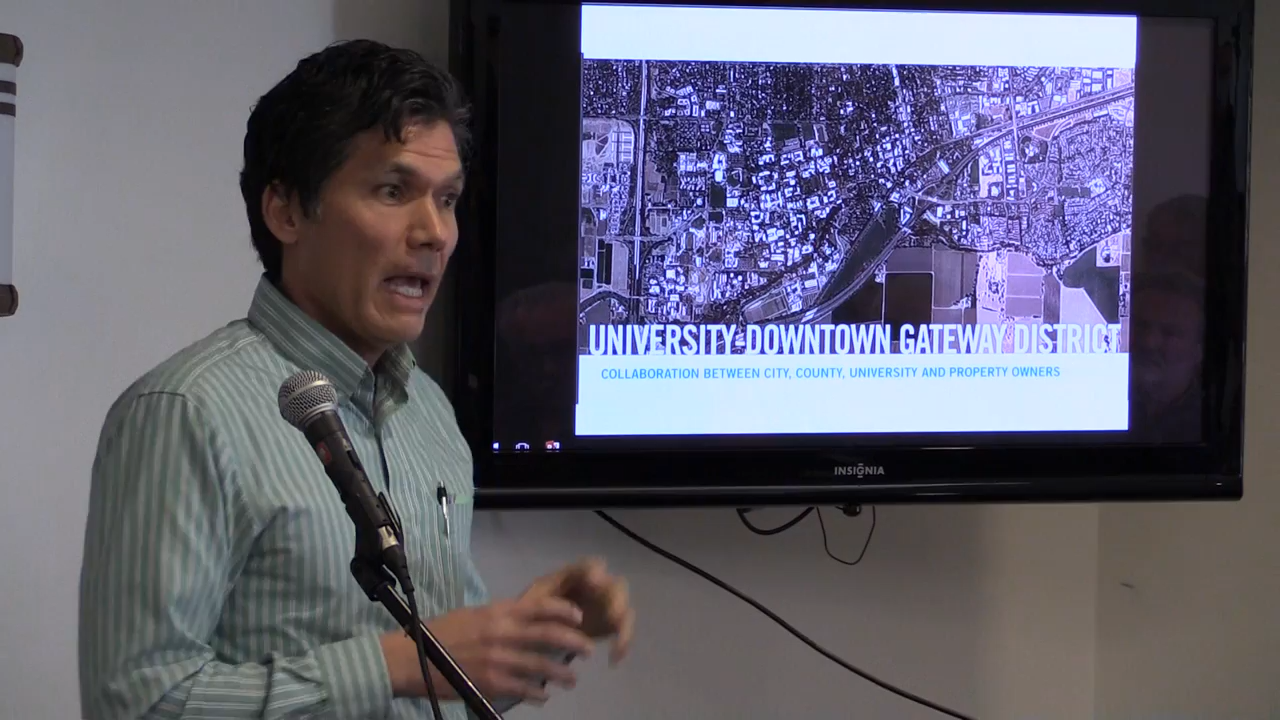 UNIVERSITY-DOWNTOWN GATEWAY DISTRICT
COLLABORATION BETWEEN CITY, COUNTY, UNIVERSITY AND PROPERTY OWNERS
INSIGNIA